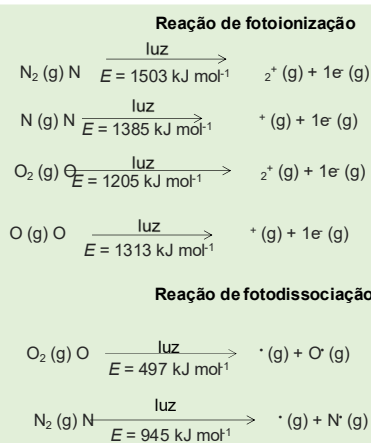 Reação de fotoionização
luz
N₂ (g) N E = 1503 kJ mol⁻¹ ₂⁺ (g) + 1e⁻ (g)
luz
N (g) N E = 1385 kJ mol⁻¹ ⁺ (g) + 1e⁻ (g)
luz
O₂ (g) O E = 1205 kJ mol⁻¹ ₂⁺ (g) + 1e⁻ (g)
luz
O (g) O E = 1313 kJ mol⁻¹ ⁺ (g) + 1e⁻ (g)
Reação de fotodissociação
luz
O₂ (g) O E = 497 kJ mol⁻¹ • (g) + O• (g)
luz
N₂ (g) N E = 945 kJ mol⁻¹ • (g) + N• (g)